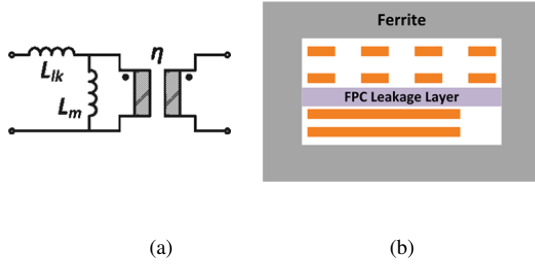 η
L_lk
L_m
Ferrite
FPC Leakage Layer
(a)
(b)